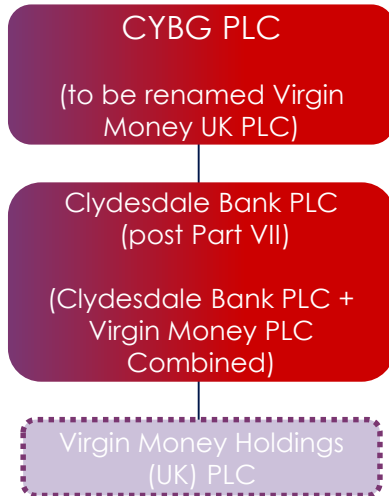 CYBG PLC
(to be renamed Virgin
Money UK PLC)
Clydesdale Bank PLC
(post Part VII)
(Clydesdale Bank PLC +
Virgin Money PLC
Combined)
Virgin Money Holdings
(UK) PLC